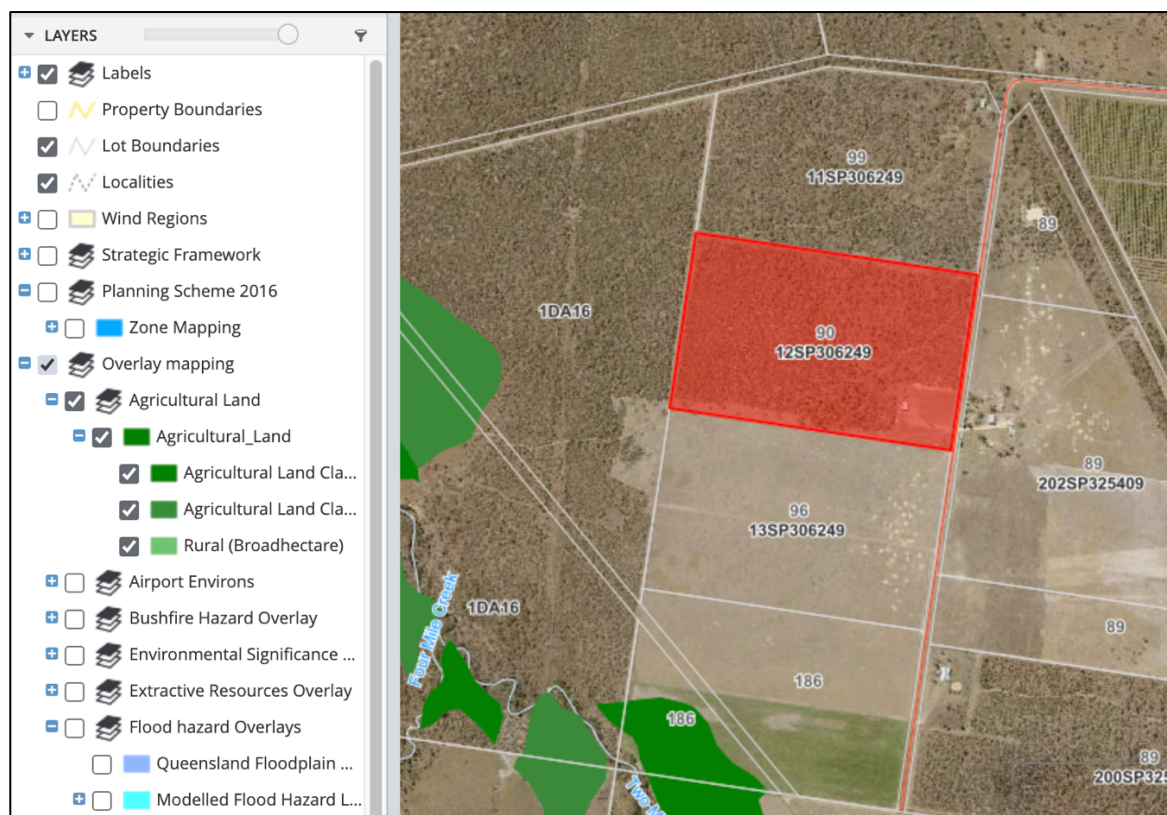 LAYERS
Labels
Property Boundaries
Lot Boundaries
Localities
Wind Regions
Strategic Framework
Planning Scheme 2016
Zone Mapping
Overlay mapping
Agricultural Land
Agricultural_Land
Agricultural Land Cla...
Agricultural Land Cla...
Rural (Broadhectare)
Airport Environs
Bushfire Hazard Overlay
Environmental Significance ...
Extractive Resources Overlay
Flood hazard Overlays
Queensland Floodplain ...
Modelled Flood Hazard L...
99
11SP306249
89
1DA16
90
12SP306249
89
202SP325409
96
13SP306249
Four Mile Creek
1DA16
89
186
186
89
200SP325
Two M